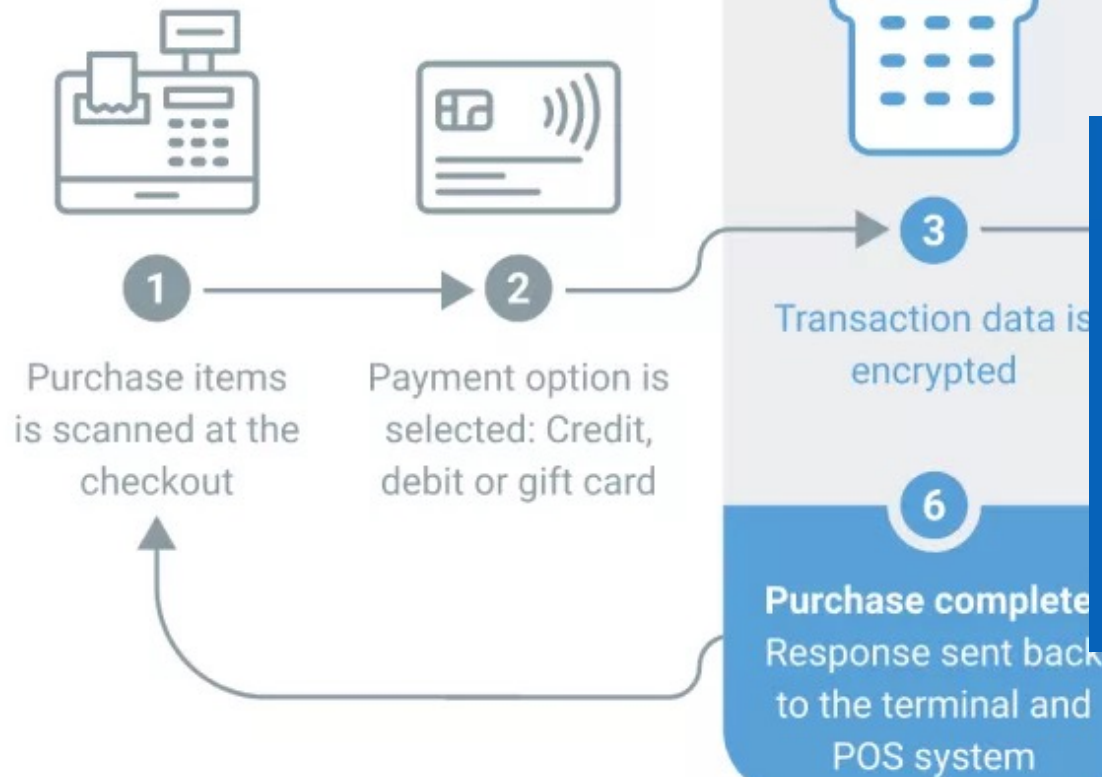 1
Purchase items
is scanned at the
checkout
2
Payment option is
selected: Credit,
debit or gift card
3
Transaction data is
encrypted
6
Purchase complete
Response sent back
to the terminal and
POS system